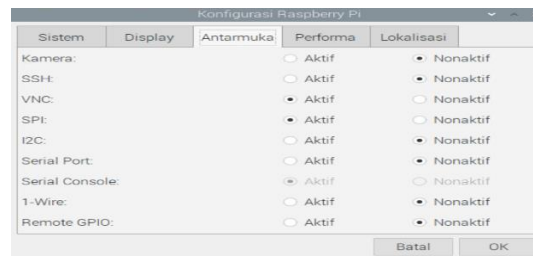 Konfigurasi Raspberry Pi
Sistem Display Antarmuka Performa Lokalisasi
Kamera: Aktif Nonaktif
SSH: Aktif Nonaktif
VNC: Aktif Nonaktif
SPI: Aktif Nonaktif
I2C: Aktif Nonaktif
Serial Port: Aktif Nonaktif
Serial Console: Aktif Nonaktif
1-Wire: Aktif Nonaktif
Remote GPIO: Aktif Nonaktif
Batal OK